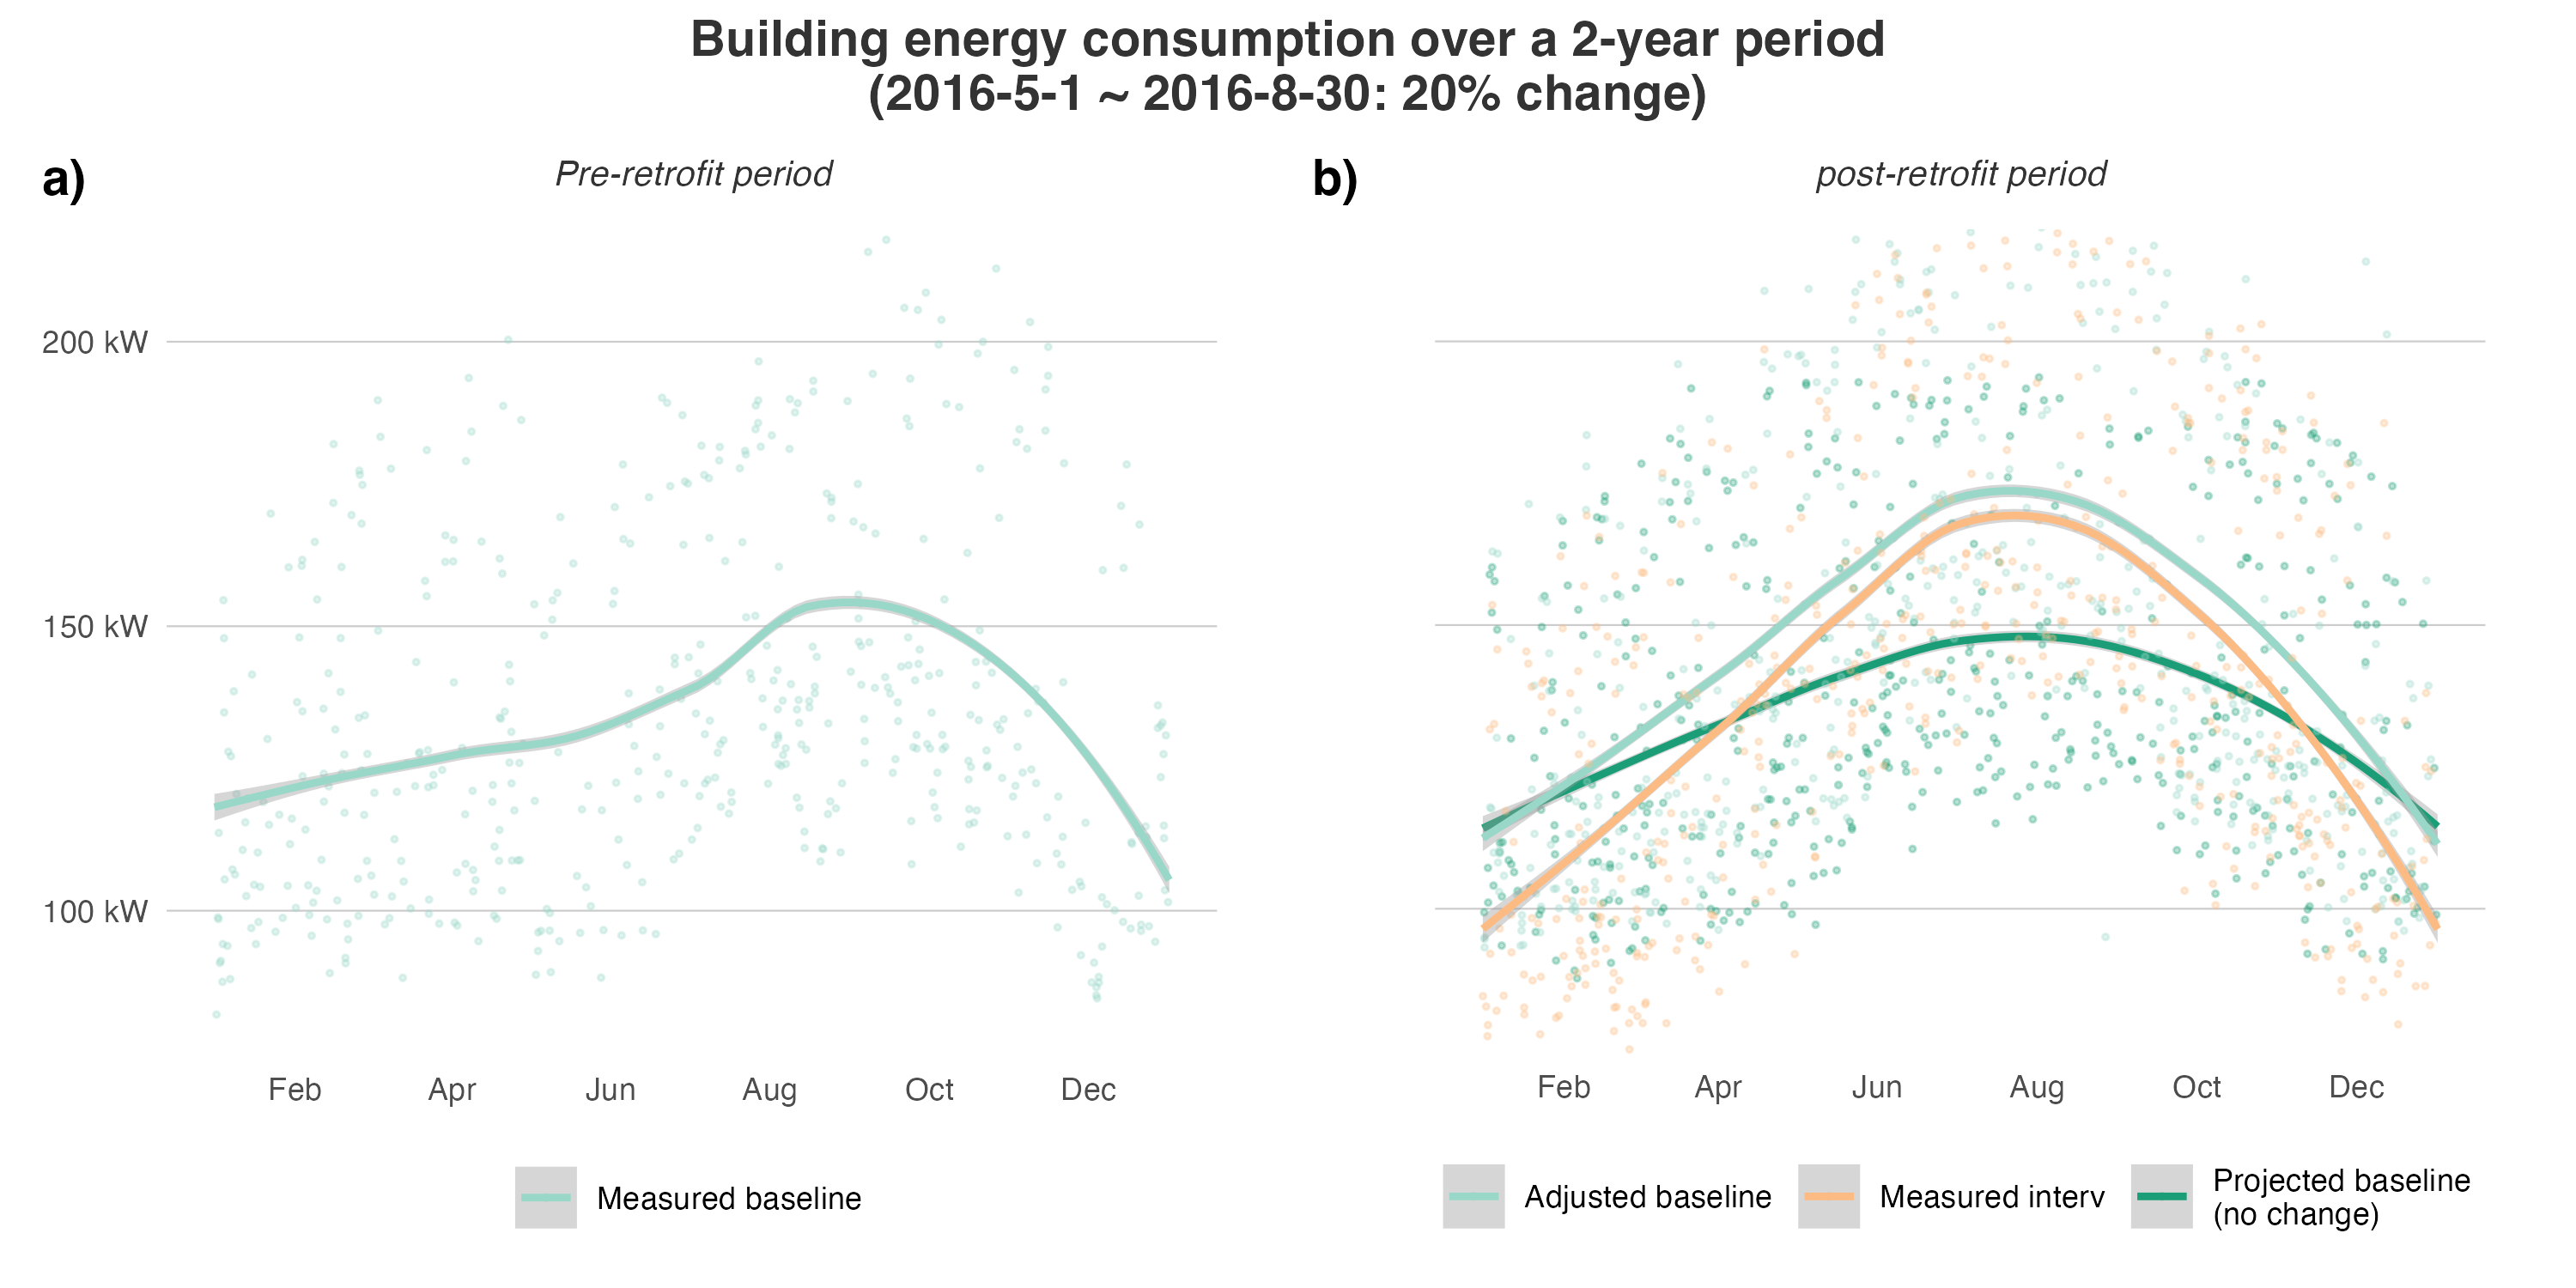 Building energy consumption over a 2-year period
(2016-5-1 ~ 2016-8-30: 20% change)
a)
Pre-retrofit period
200 kW
150 kW
100 kW
Feb Apr Jun Aug Oct Dec
Measured baseline
b)
post-retrofit period
Feb Apr Jun Aug Oct Dec
Adjusted baseline
Measured interv
Projected baseline
(no change)